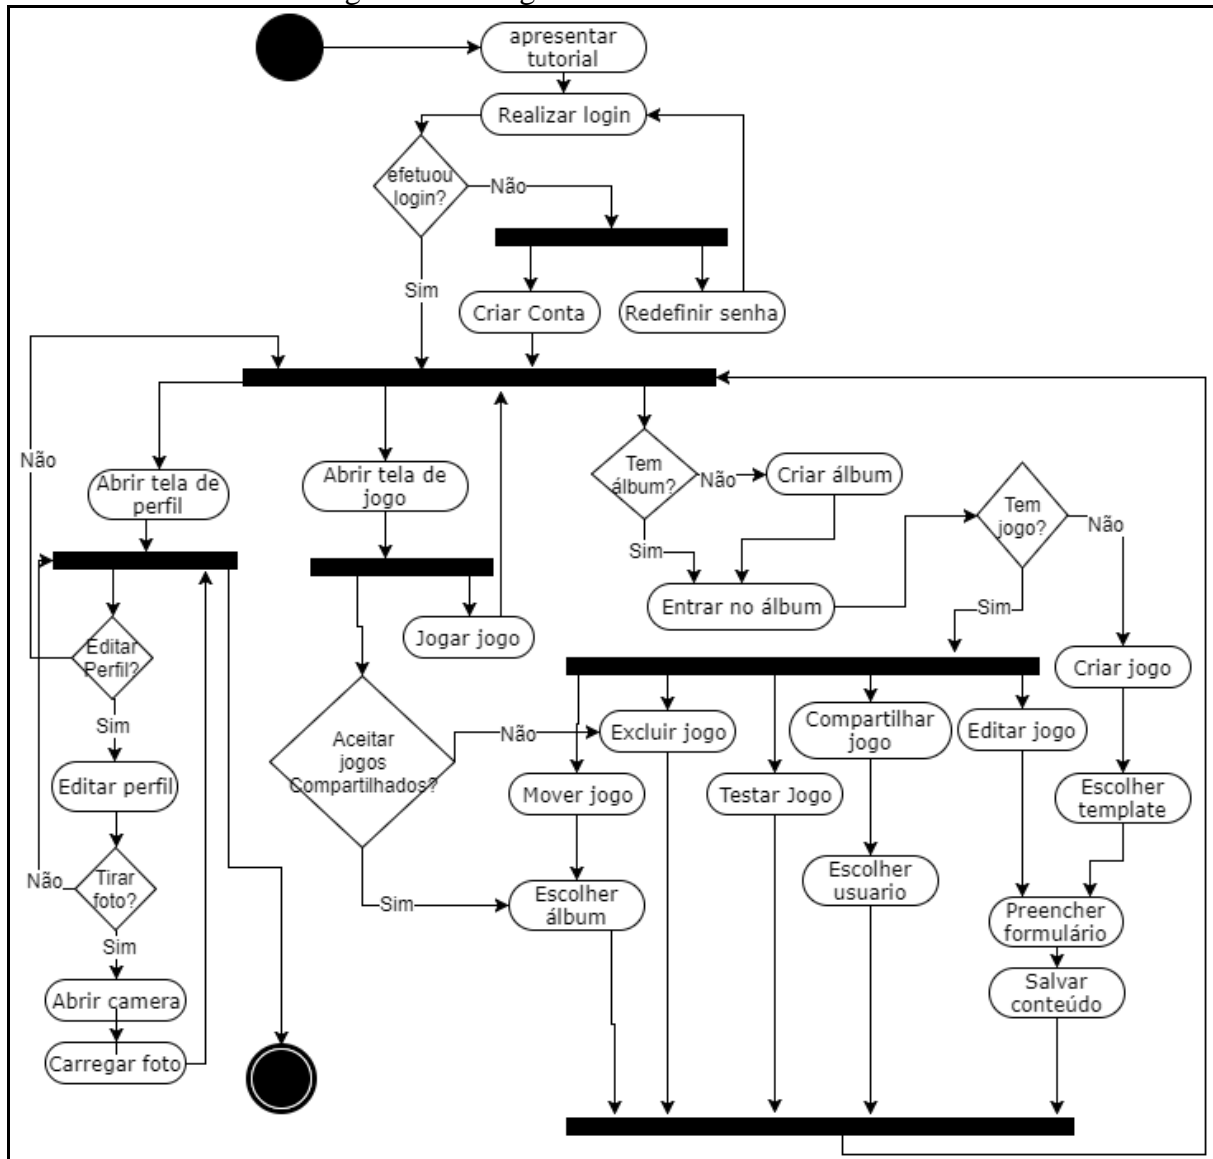 apresentar
tutorial
Realizar login
efetuou
login?
Não
Sim
Criar Conta
Redefinir senha
Não
Abrir tela de
perfil
Abrir tela de
jogo
Tem
álbum?
Não
Criar álbum
Tem
jogo?
Não
Sim
Entrar no álbum
Sim
Jogar jogo
Editar
Perfil?
Criar jogo
Sim
Aceitar
jogos
Compartilhados?
Não
Excluir jogo
Compartilhar
jogo
Editar jogo
Editar perfil
Mover jogo
Testar Jogo
Escolher
template
Não
Tirar
foto?
Sim
Escolher
álbum
Escolher
usuario
Preencher
formulário
Sim
Salvar
conteúdo
Abrir camera
Carregar foto